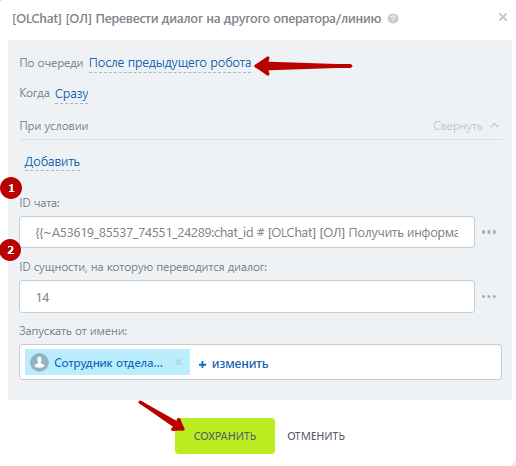 [OLChat] [ОЛ] Перевести диалог на другого оператора/линию ?
По очереди После предыдущего робота
Когда Сразу
При условии Свернуть
Добавить
1
ID чата:
{{~A53619_85537_74551_24289:chat_id # [OLChat] [ОЛ] Получить информа
2
ID сущности, на которую переводится диалог:
14
Запускать от имени:
Сотрудник отдела... × + изменить
СОХРАНИТЬ ОТМЕНИТЬ